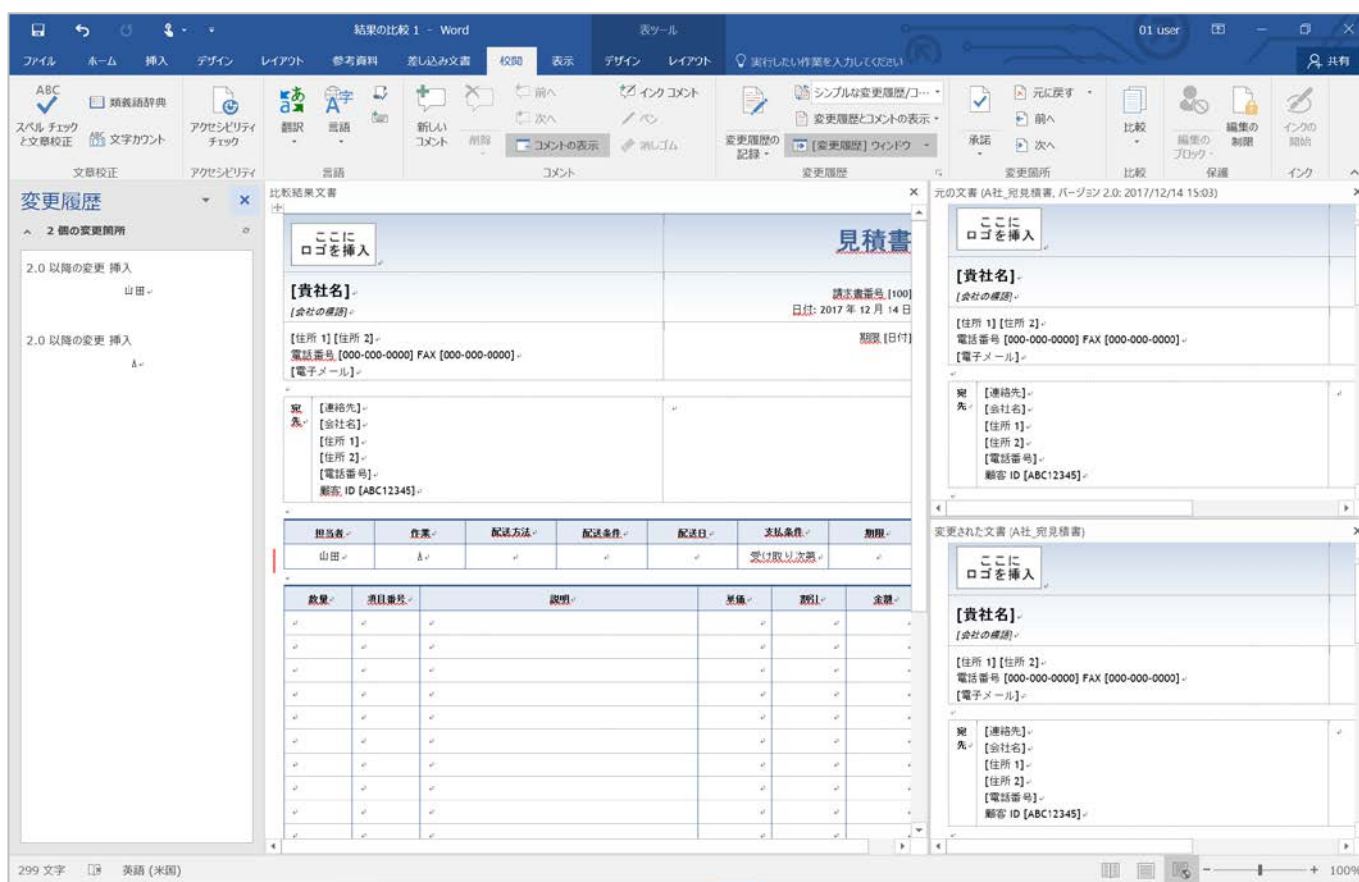 結果の比較 1 - Word
表ツール
01 user
ファイル ホーム 挿入 デザイン レイアウト 参考資料 差し込み文書 校閲 表示 デザイン レイアウト 実行したい作業を入力してください 共有
ABC
スペル チェック
と文章校正
類義語辞典
文字カウント
文章校正
アクセシビリティ
チェック
アクセシビリティ
翻訳
言語
言語
新しい
コメント
削除
前へ
次へ
コメントの表示
インク コメント
ペン
消しゴム
コメント
変更履歴の
記録
シンプルな変更履歴/コ…
変更履歴とコメントの表示
[変更履歴] ウィンドウ
変更履歴
承諾
元に戻す
前へ
次へ
変更箇所
比較
比較
編集の
ブロック
編集の
制限
保護
インクの
開始
インク
変更履歴
2 個の変更箇所
2.0 以降の変更 挿入
山田
2.0 以降の変更 挿入
A
比較結果文書
ここに
ロゴを挿入
見積書
[貴社名]
[会社の標語]
請求書番号 [100]
日付: 2017 年 12 月 14 日
[住所 1] [住所 2]
期限 [日付]
電話番号 [000-000-0000] FAX [000-000-0000]
[電子メール]
宛先
[連絡先]
[会社名]
[住所 1]
[住所 2]
[電話番号]
顧客 ID [ABC12345]
担当者 作業 配送方法 配送条件 配送日 支払条件 期限
山田 A 受け取り次第
数量 項目番号 説明 単価 割引 金額
元の文書 (A社_宛見積書, バージョン 2.0: 2017/12/14 15:03)
ここに
ロゴを挿入
[貴社名]
[会社の標語]
[住所 1] [住所 2]
電話番号 [000-000-0000] FAX [000-000-0000]
[電子メール]
宛先
[連絡先]
[会社名]
[住所 1]
[住所 2]
[電話番号]
顧客 ID [ABC12345]
変更された文書 (A社_宛見積書)
ここに
ロゴを挿入
[貴社名]
[会社の標語]
[住所 1] [住所 2]
電話番号 [000-000-0000] FAX [000-000-0000]
[電子メール]
宛先
[連絡先]
[会社名]
[住所 1]
[住所 2]
[電話番号]
顧客 ID [ABC12345]
299 文字 英語 (米国)
100%